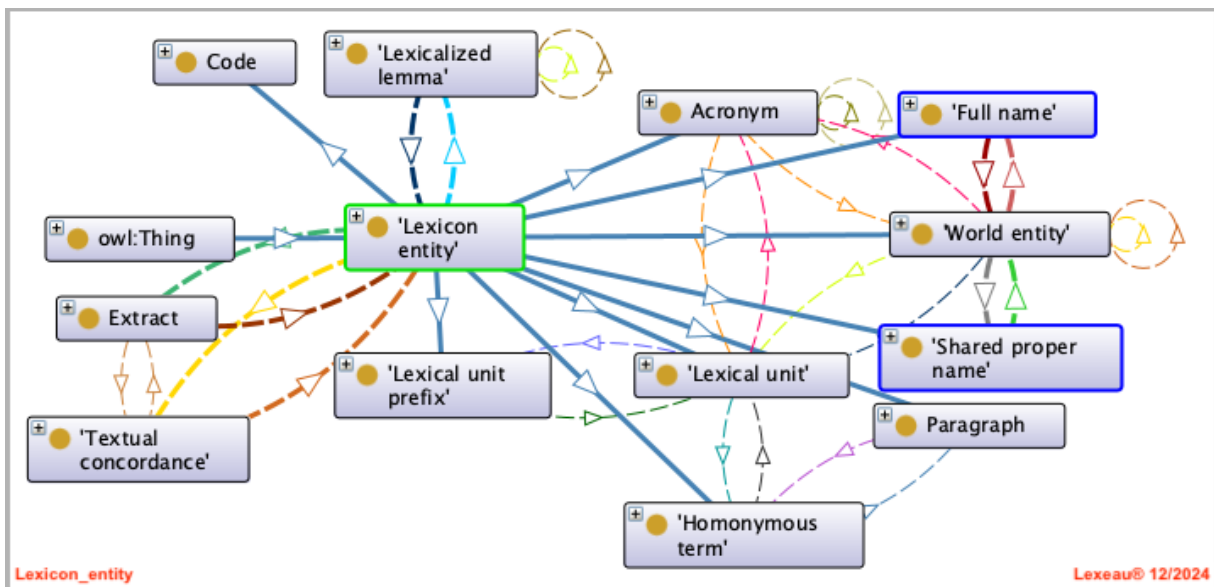 Code
'Lexicalized
lemma'
Acronym
'Full name'
owl:Thing
'Lexicon
entity'
'World entity'
Extract
'Lexical unit
prefix'
'Lexical unit'
'Shared proper
name'
'Textual
concordance'
Paragraph
'Homonymous
term'
Lexicon_entity
Lexeau® 12/2024